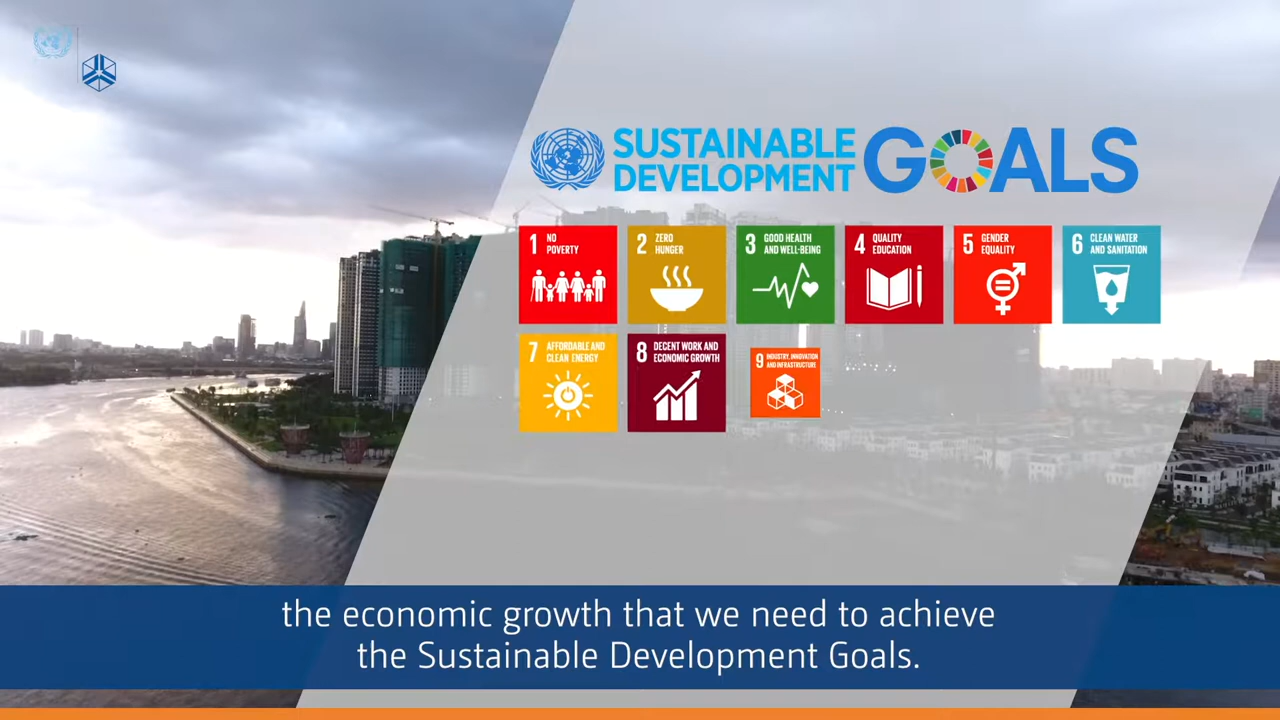 SUSTAINABLE
DEVELOPMENT
GOALS
1 NO
POVERTY
2 ZERO
HUNGER
3 GOOD HEALTH
AND WELL-BEING
4 QUALITY
EDUCATION
5 GENDER
EQUALITY
6 CLEAN WATER
AND SANITATION
7 AFFORDABLE AND
CLEAN ENERGY
8 DECENT WORK AND
ECONOMIC GROWTH
9 INDUSTRY, INNOVATION
AND INFRASTRUCTURE
the economic growth that we need to achieve
the Sustainable Development Goals.